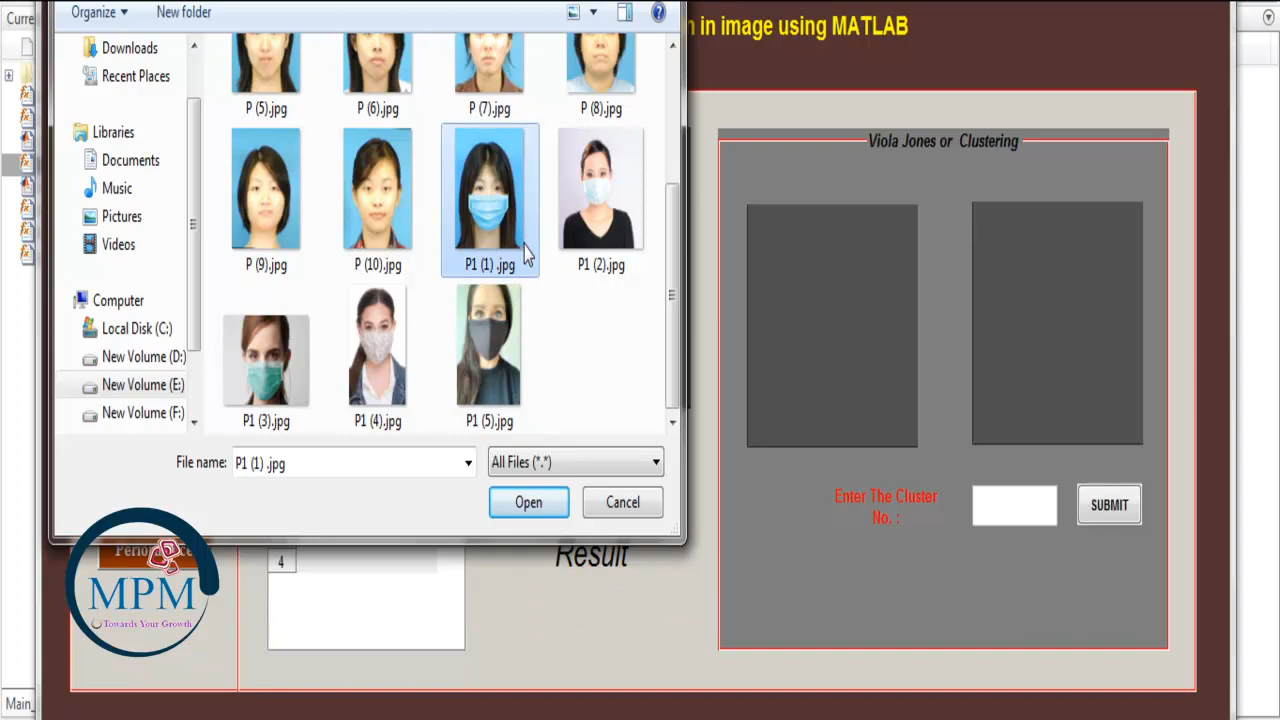 Organize
New folder
Curre
n in image using MATLAB
Downloads
Recent Places
Libraries
Documents
Music
Pictures
Videos
Computer
Local Disk (C:)
New Volume (D:)
New Volume (E:)
New Volume (F:)
P (5).jpg
P (6).jpg
P (7).jpg
P (8).jpg
P (9).jpg
P (10).jpg
P1 (1) .jpg
P1 (2).jpg
P1 (3).jpg
P1 (4).jpg
P1 (5).jpg
File name:
P1 (1) .jpg
All Files (*.*)
Open
Cancel
Viola Jones or Clustering
Enter The Cluster
No. :
SUBMIT
4
Result
MPM
Towards Your Growth
Main_